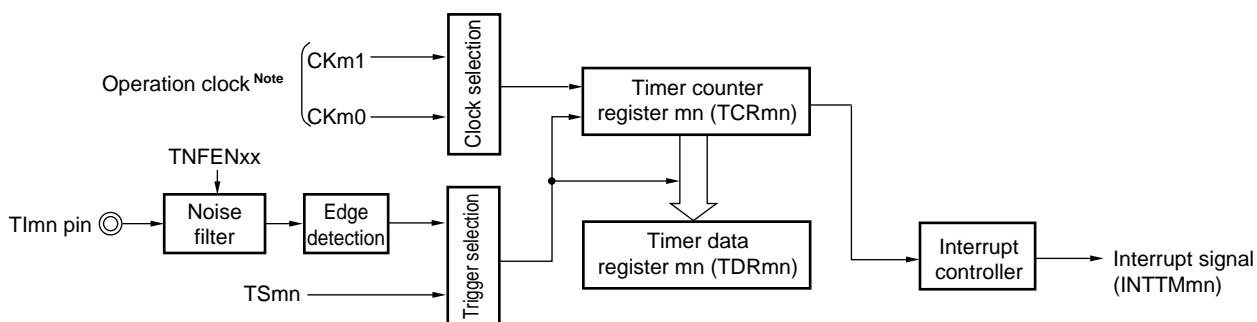 Operation clock Note
CKm1
CKm0
Clock selection
Timer counter
register mn (TCRmn)
TNFENxx
TImn pin
Noise
filter
Edge
detection
TSmn
Trigger selection
Timer data
register mn (TDRmn)
Interrupt
controller
Interrupt signal
(INTTMmn)